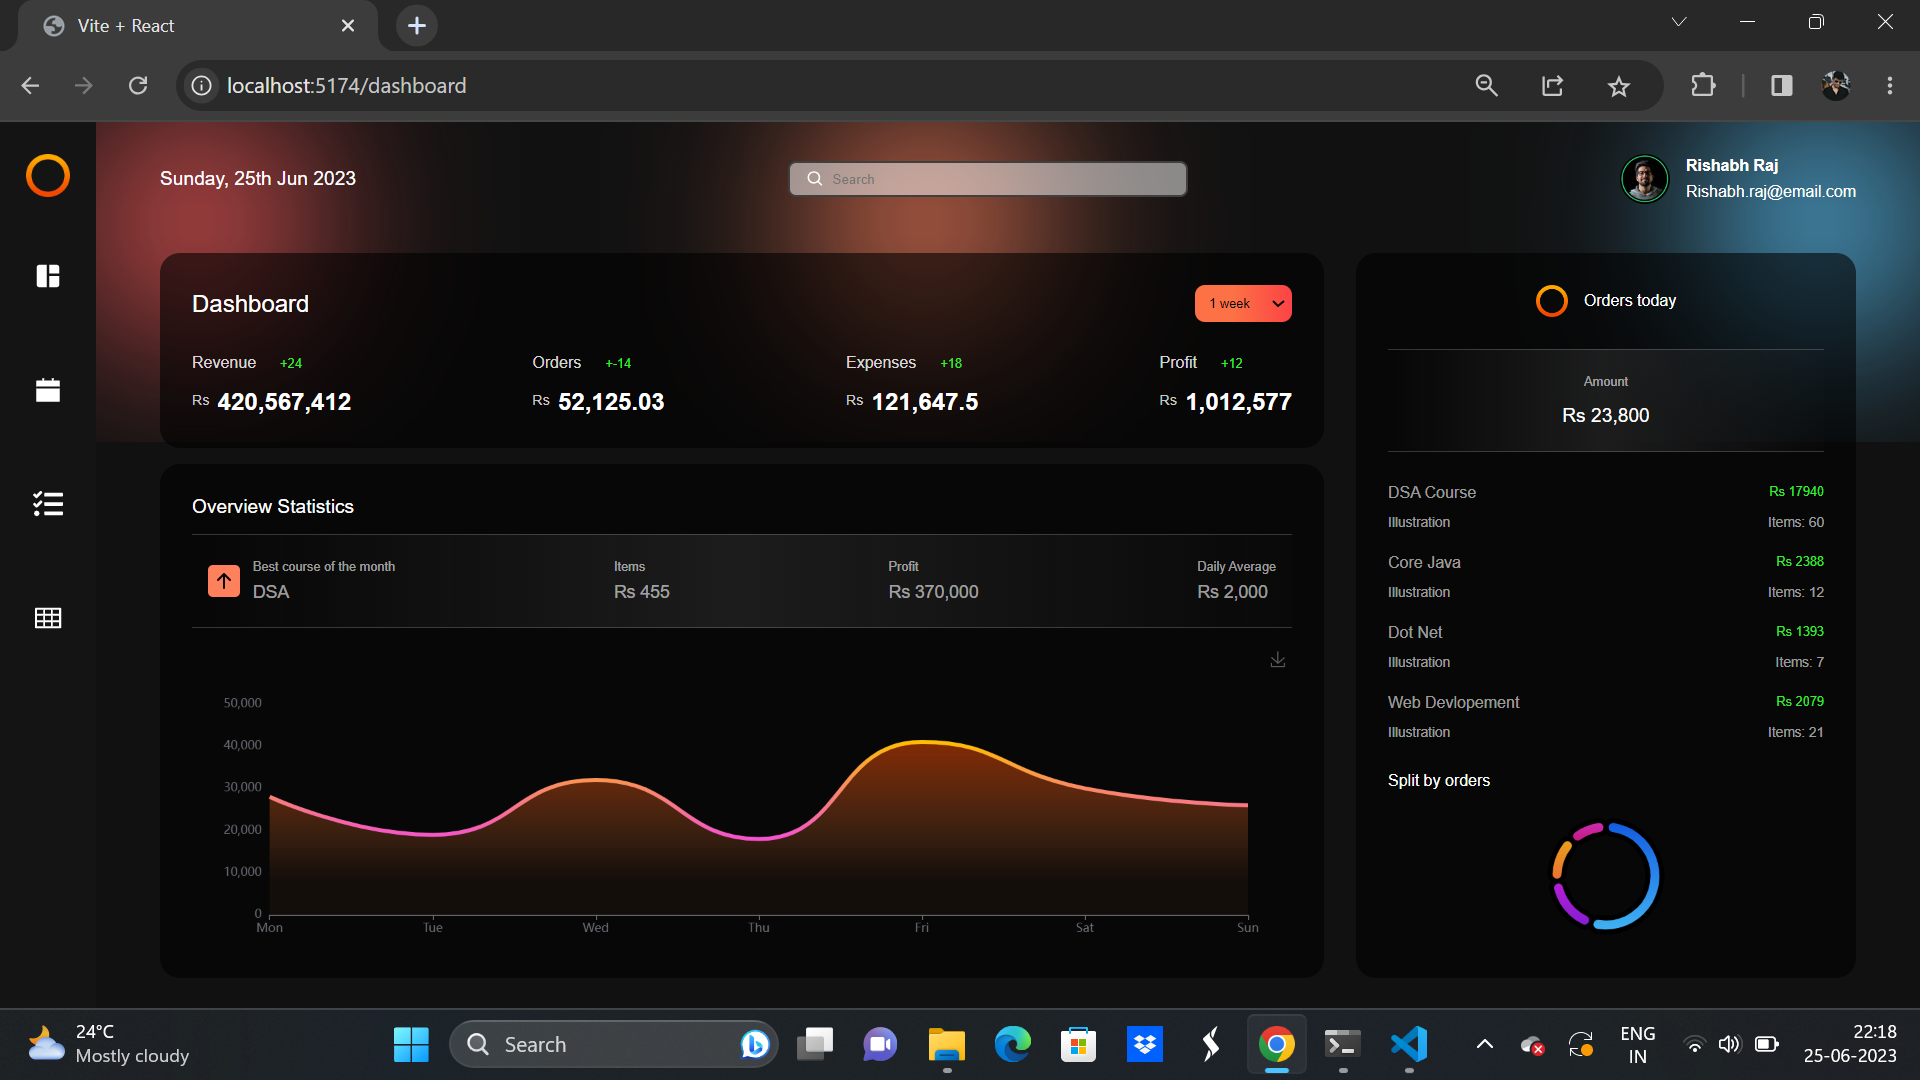 Vite + React
localhost:5174/dashboard
Sunday, 25th Jun 2023
Search
Rishabh Raj
Rishabh.raj@email.com
Dashboard
1 week
Revenue +24
Rs 420,567,412
Orders +-14
Rs 52,125.03
Expenses +18
Rs 121,647.5
Profit +12
Rs 1,012,577
Overview Statistics
Best course of the month
DSA
Items
Rs 455
Profit
Rs 370,000
Daily Average
Rs 2,000
50,000
40,000
30,000
20,000
10,000
0
Mon Tue Wed Thu Fri Sat Sun
Orders today
Amount
Rs 23,800
DSA Course Rs 17940
Illustration Items: 60
Core Java Rs 2388
Illustration Items: 12
Dot Net Rs 1393
Illustration Items: 7
Web Devlopement Rs 2079
Illustration Items: 21
Split by orders
24°C
Mostly cloudy
Search
ENG
IN
22:18
25-06-2023